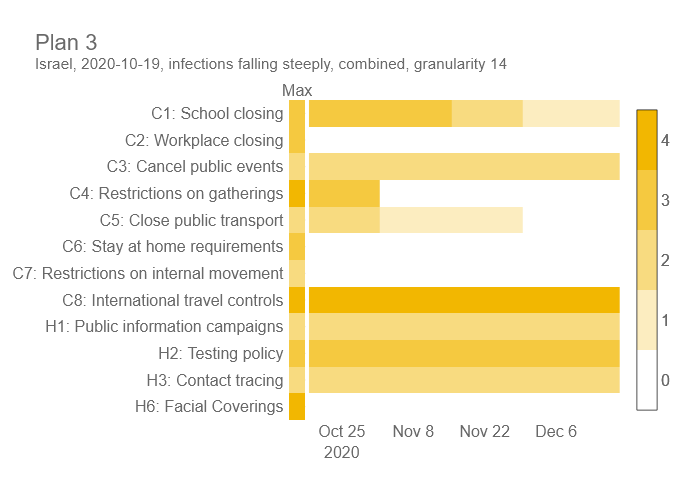 Plan 3
Israel, 2020-10-19, infections falling steeply, combined, granularity 14
Max
C1: School closing
C2: Workplace closing
C3: Cancel public events
C4: Restrictions on gatherings
C5: Close public transport
C6: Stay at home requirements
C7: Restrictions on internal movement
C8: International travel controls
H1: Public information campaigns
H2: Testing policy
H3: Contact tracing
H6: Facial Coverings
4
3
2
1
0
Oct 25 Nov 8 Nov 22 Dec 6
2020